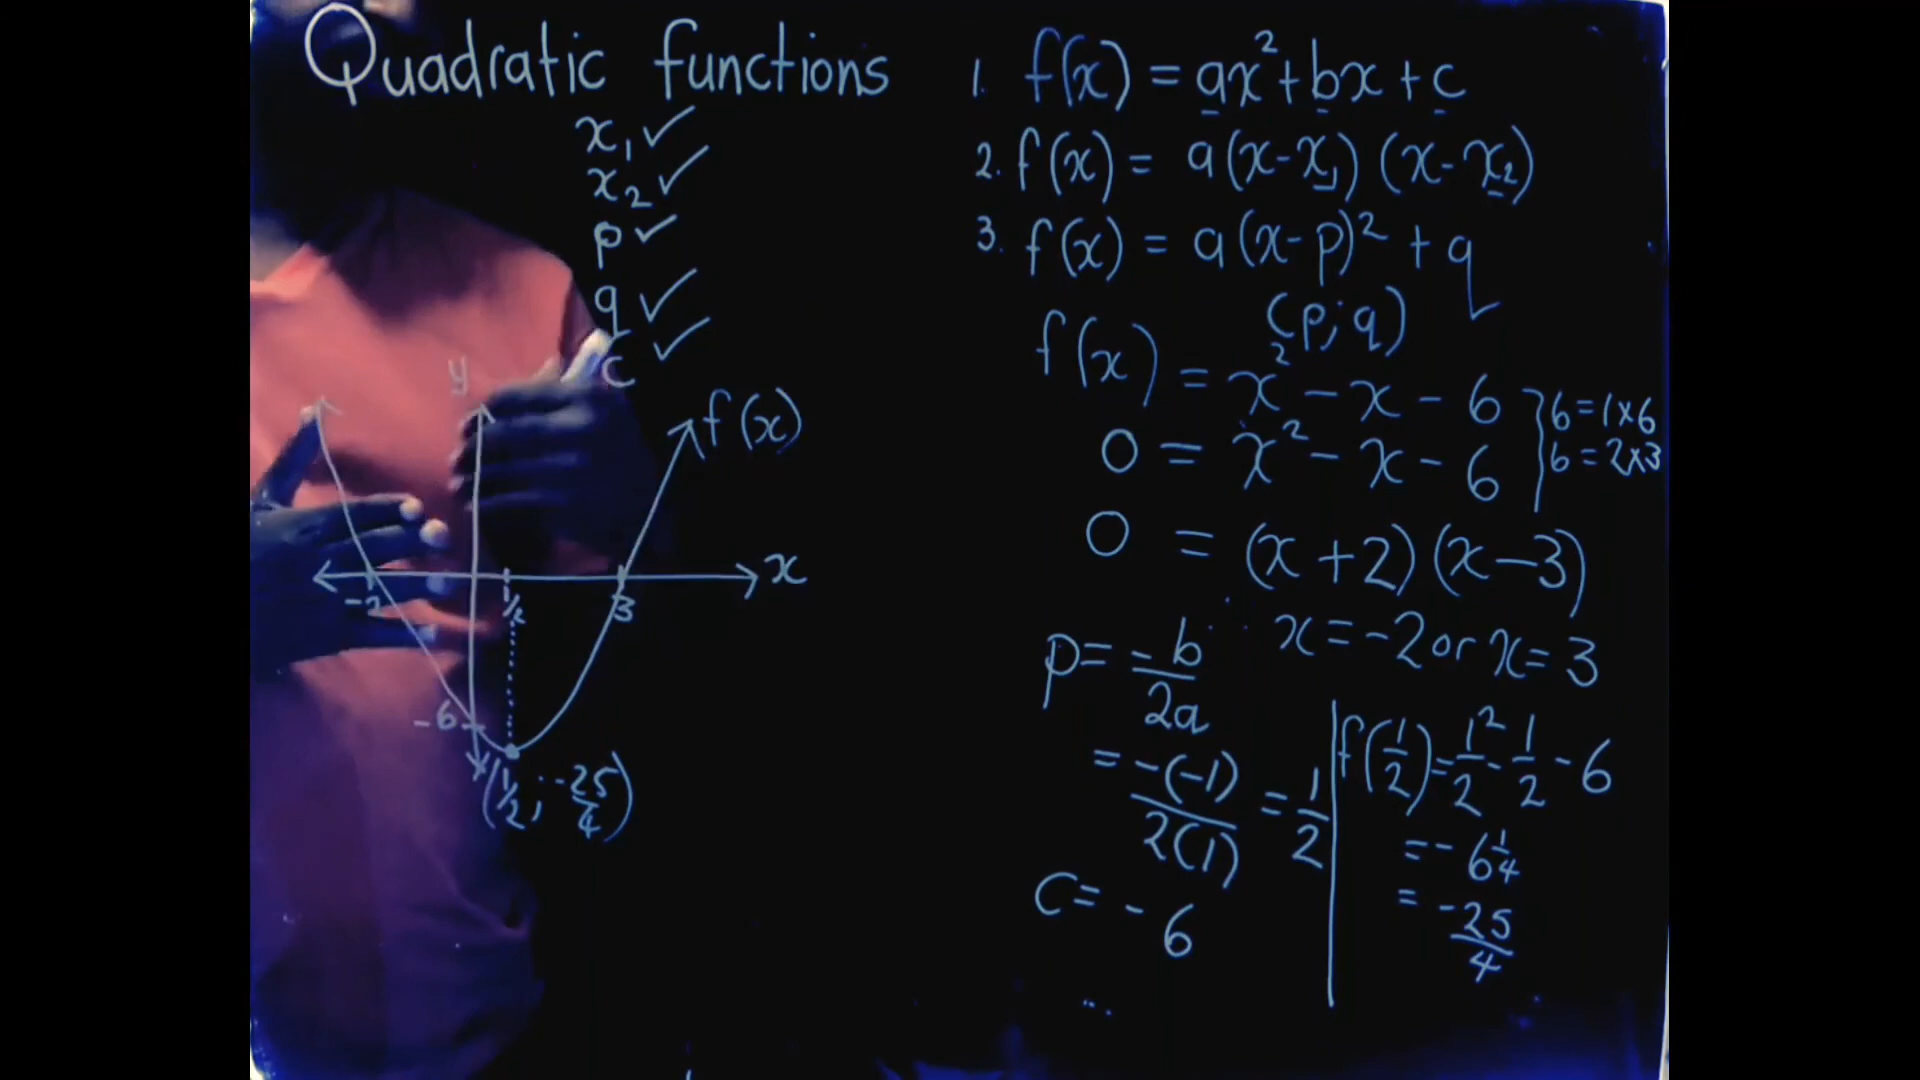 Quadratic functions
x₁ ✓
x₂ ✓
p ✓
q ✓
c ✓
y
f(x)
x
-2
1/2
3
-6
(1/2; -25/4)
1. f(x) = ax² + bx + c
2. f(x) = a(x-x₁) (x-x₂)
3. f(x) = a(x-p)² + q
(p;q)
f(x) = x² - x - 6
0 = x² - x - 6
6 = 1×6
6 = 2×3
0 = (x+2)(x-3)
∴ x = -2 or x = 3
p = -b/2a
= -(-1)/2(1) = 1/2
c = -6
f(1/2) = 1/2² - 1/2 - 6
= -6 1/4
= -25/4